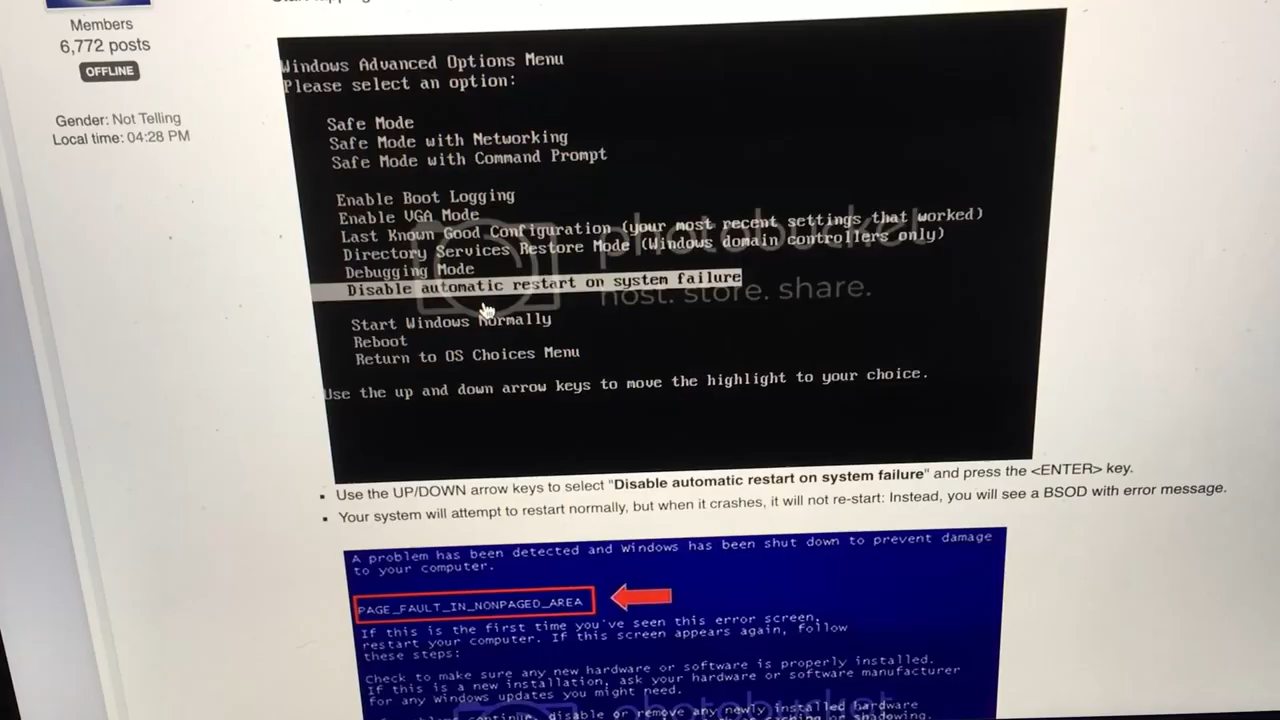 Members
6,772 posts
OFFLINE
Gender: Not Telling
Local time: 04:28 PM
Windows Advanced Options Menu
Please select an option:
Safe Mode
Safe Mode with Networking
Safe Mode with Command Prompt
Enable Boot Logging
Enable VGA Mode
Last Known Good Configuration (your most recent settings that worked)
Directory Services Restore Mode (Windows domain controllers only)
Debugging Mode
Disable automatic restart on system failure
Start Windows Normally
Reboot
Return to OS Choices Menu
Use the up and down arrow keys to move the highlight to your choice.
photobucket
host. store. share.
Use the UP/DOWN arrow keys to select "Disable automatic restart on system failure" and press the <ENTER> key.
Your system will attempt to restart normally, but when it crashes, it will not re-start: Instead, you will see a BSOD with error message.
A problem has been detected and Windows has been shut down to prevent damage
to your computer.
PAGE_FAULT_IN_NONPAGED_AREA
If this is the first time you've seen this error screen,
restart your computer. If this screen appears again, follow
these steps:
Check to make sure any new hardware or software is properly installed.
If this is a new installation, ask your hardware or software manufacturer
for any Windows updates you might need.
continue, disable or remove any newly installed hardware
shadowing.